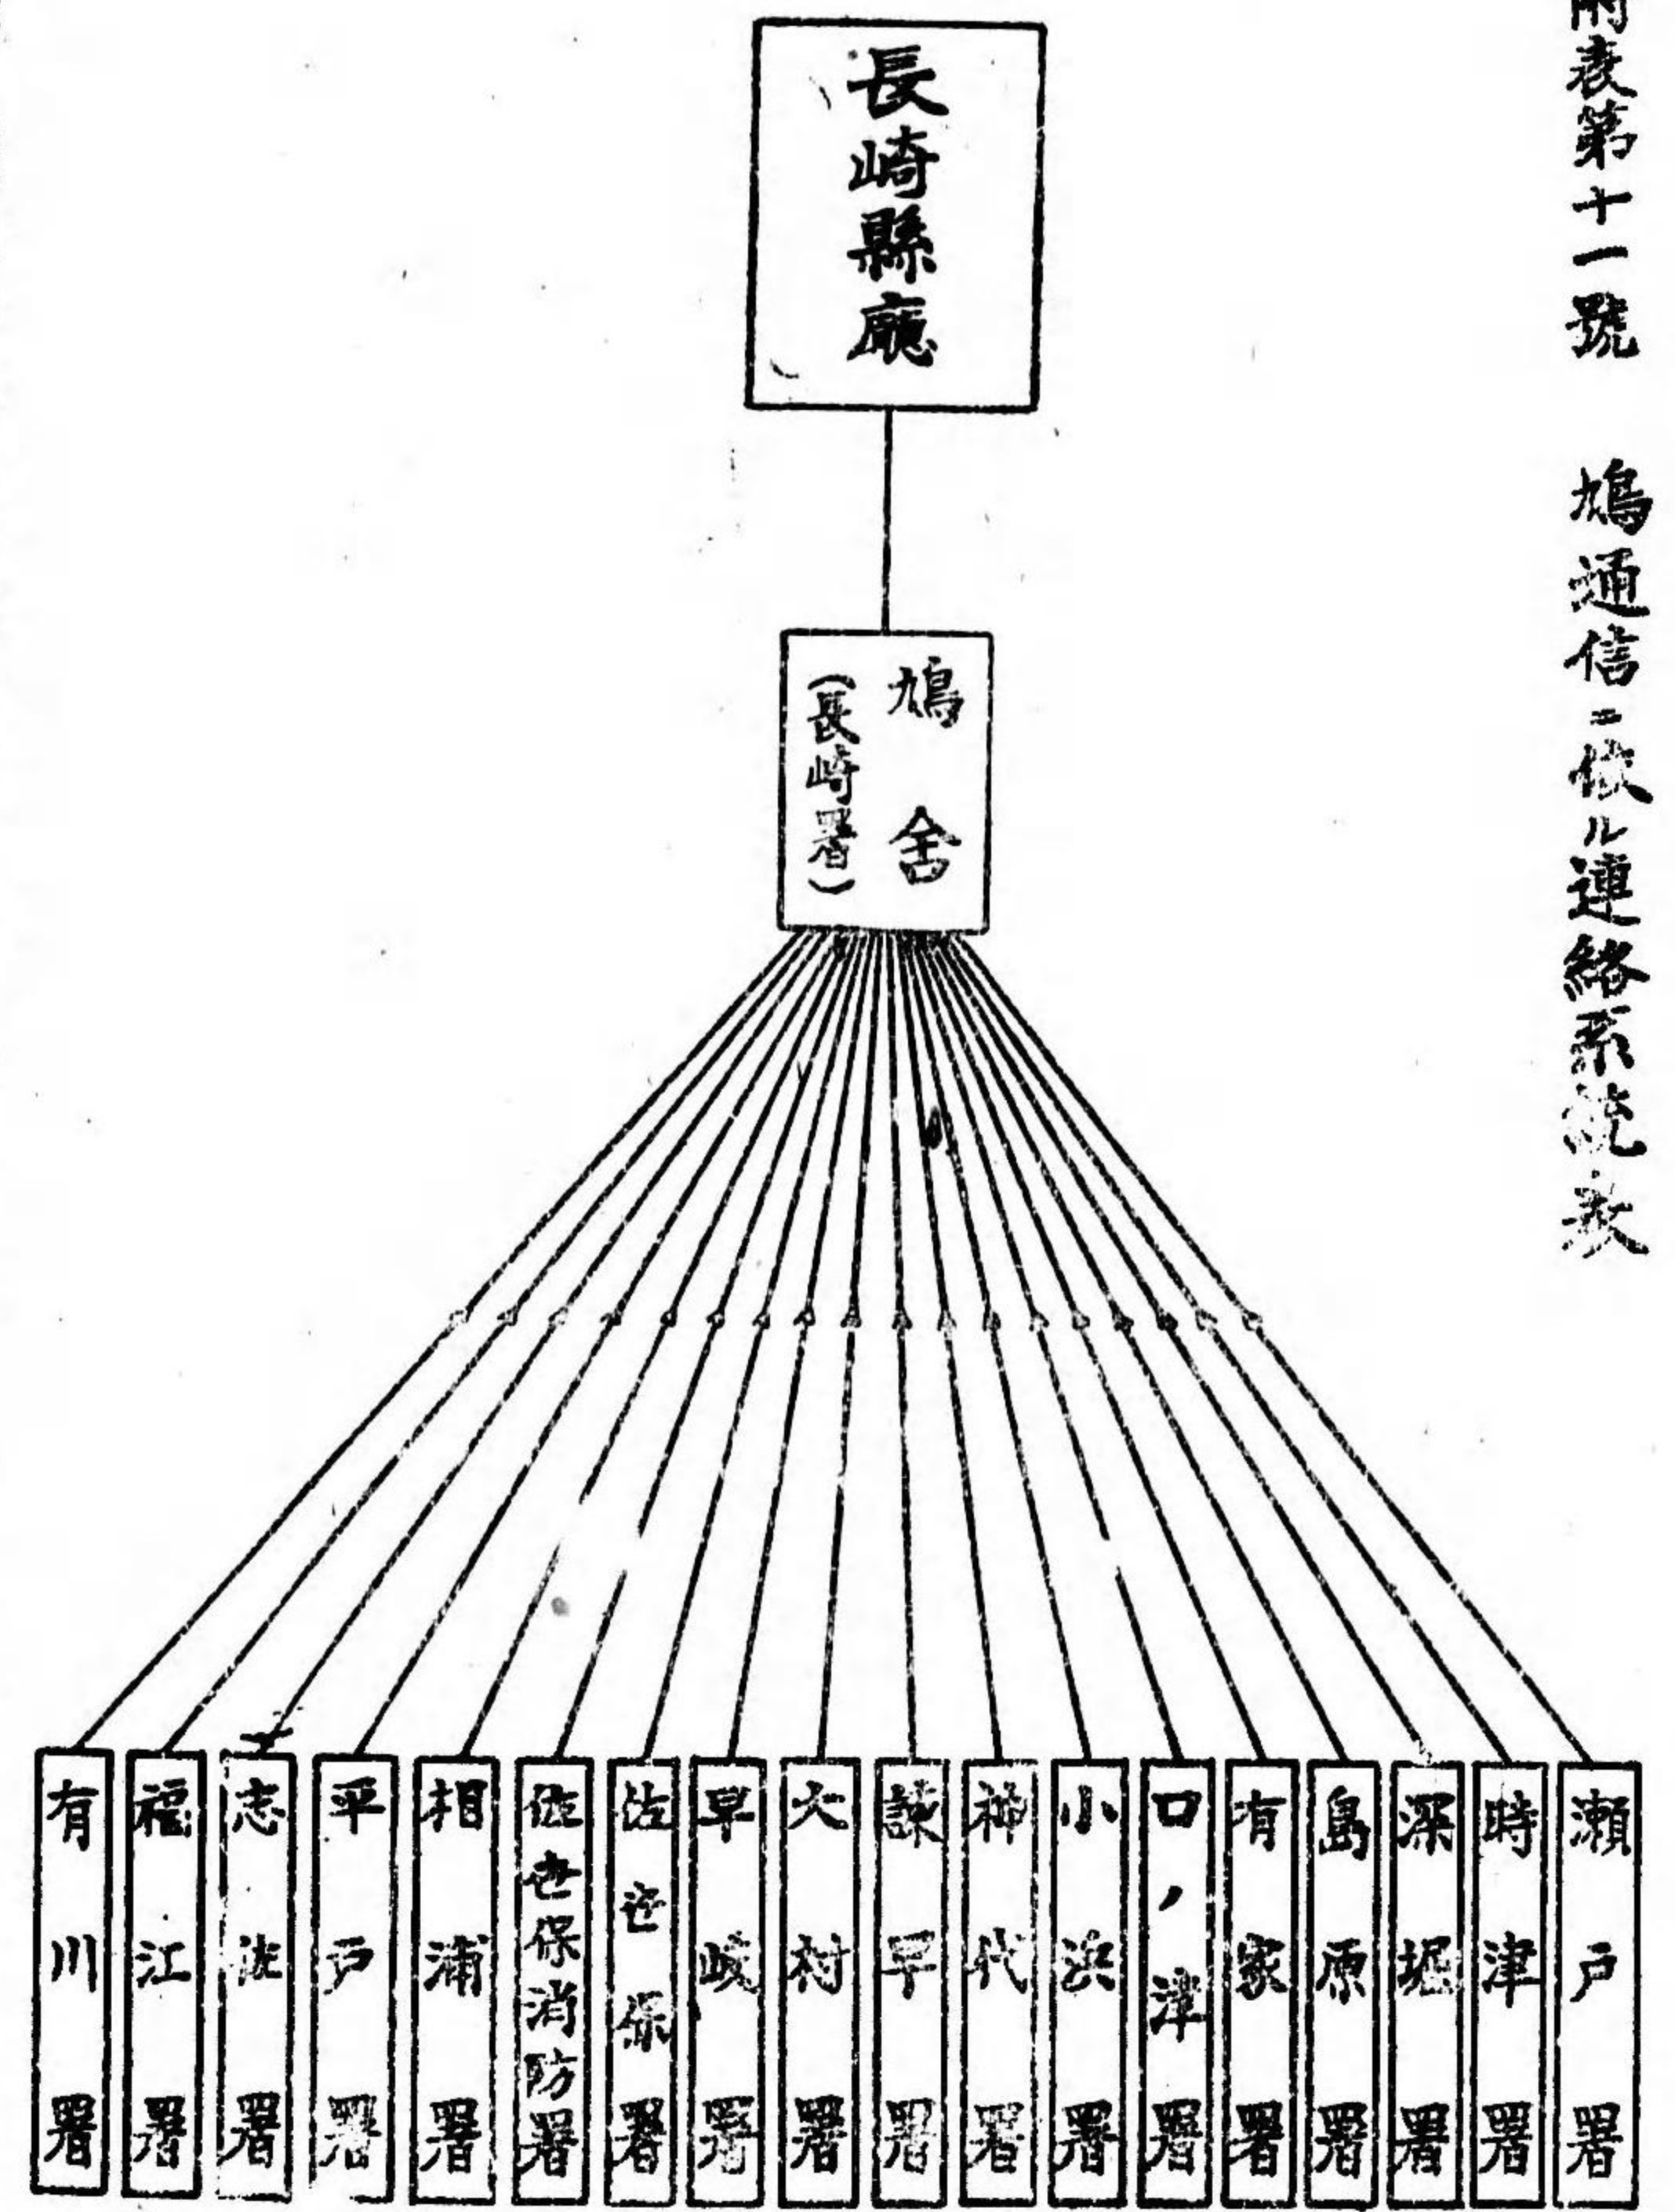 附表第十一號　鳩通信ニ依ル連絡系統表
長崎縣廳
鳩舎
(長崎署)
瀬戸署
時津署
深堀署
島原署
有家署
口ノ津署
小浜署
神代署
諫早署
大村署
早岐署
佐世保署
佐世保消防署
相浦署
平戸署
志佐署
福江署
有川署